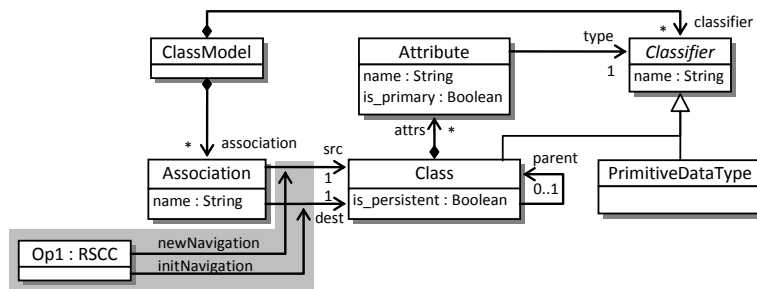 classifier
ClassModel
*
Attribute
type
Classifier
name : String
is_primary : Boolean
1
name : String
attrs
*
*
association
src
parent
Association
1
Class
PrimitiveDataType
name : String
1
is_persistent : Boolean
0..1
dest
Op1 : RSCC
newNavigation
initNavigation